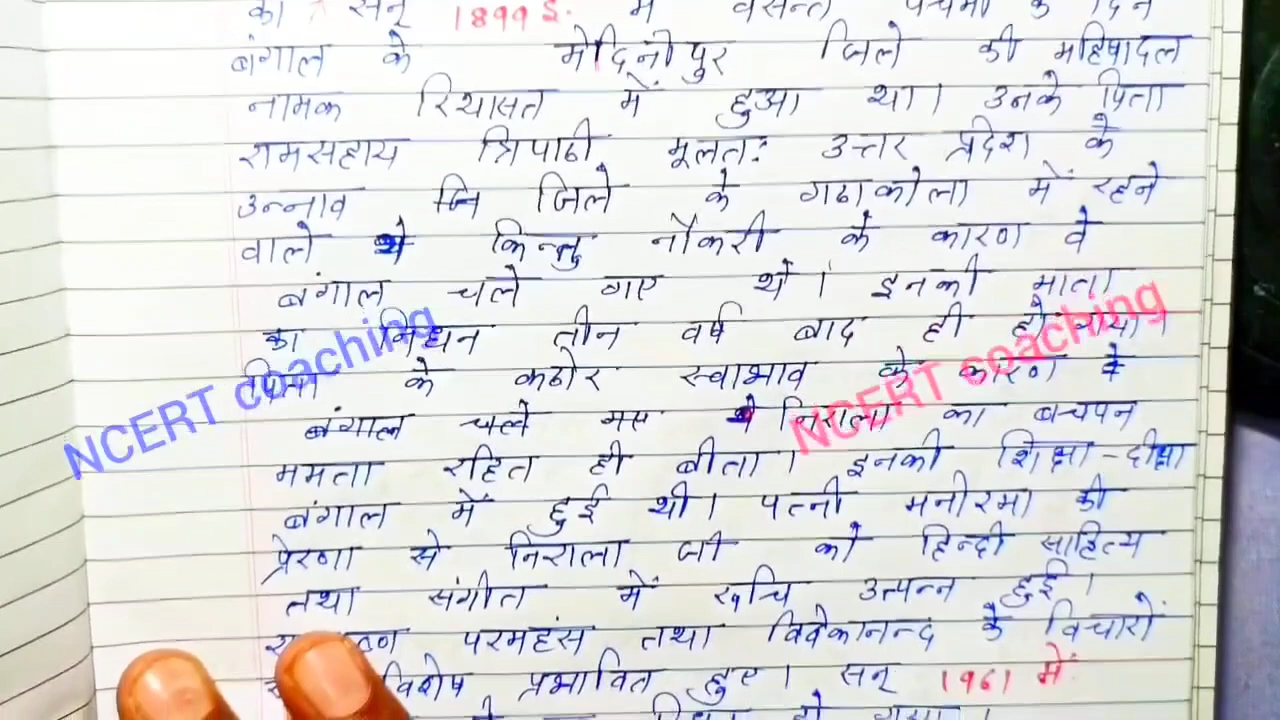 का सन् 1899 ई. में वसन्त पंचमी के दिन
बंगाल के मेदिनीपुर जिले की महिषादल
नामक रियासत में हुआ था। उनके पिता
रामसहाय त्रिपाठी मूलत: उत्तर प्रदेश के
उन्नाव जि जिले के गढाकोला में रहने
वाले थे किन्तु नौकरी के कारण वे
बंगाल चले गए थे। इनकी माता
का निधन तीन वर्ष बाद ही हो गया।
पिता के कठोर स्वाभाव के कारण वे
बंगाल चले गए थे निराला का बचपन
ममता रहित ही बीता। इनकी शिक्षा-दीक्षा
बंगाल में हुई थी। पत्नी मनोरमा की
प्रेरणा से निराला जी को हिन्दी साहित्य
तथा संगीत में रुचि उत्पन्न हुई।
परमहंस तथा विवेकानन्द के विचारों
विशेष प्रभावित हुए। सन् 1961 में
NCERT coaching
NCERT coaching